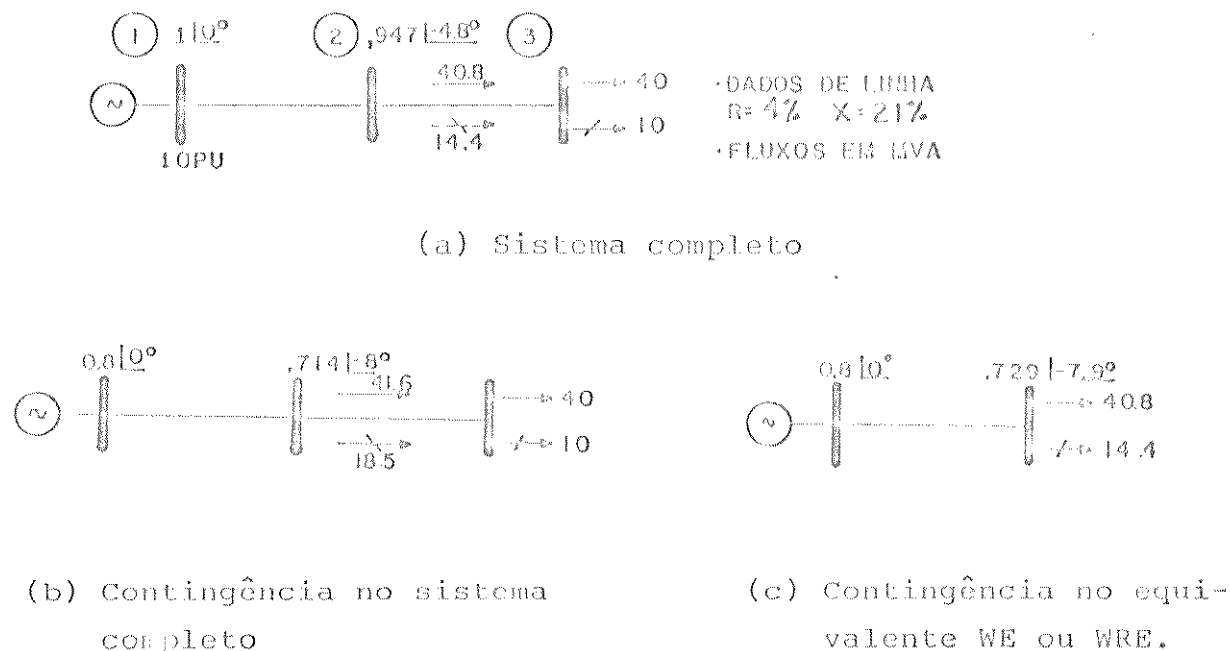 1 1|0° 2 ,947|-4.8° 3
40.8 40
14.4 10
10PU
·DADOS DE LINHA
R=4% X=21%
·FLUXOS EM MVA
(a) Sistema completo
0.8|0° .714|-8°
41.6 40
18.5 10
0.8|0° .729|-7.9°
40.8
14.4
(b) Contingência no sistema
completo
(c) Contingência no equi-
valente WE ou WRE.